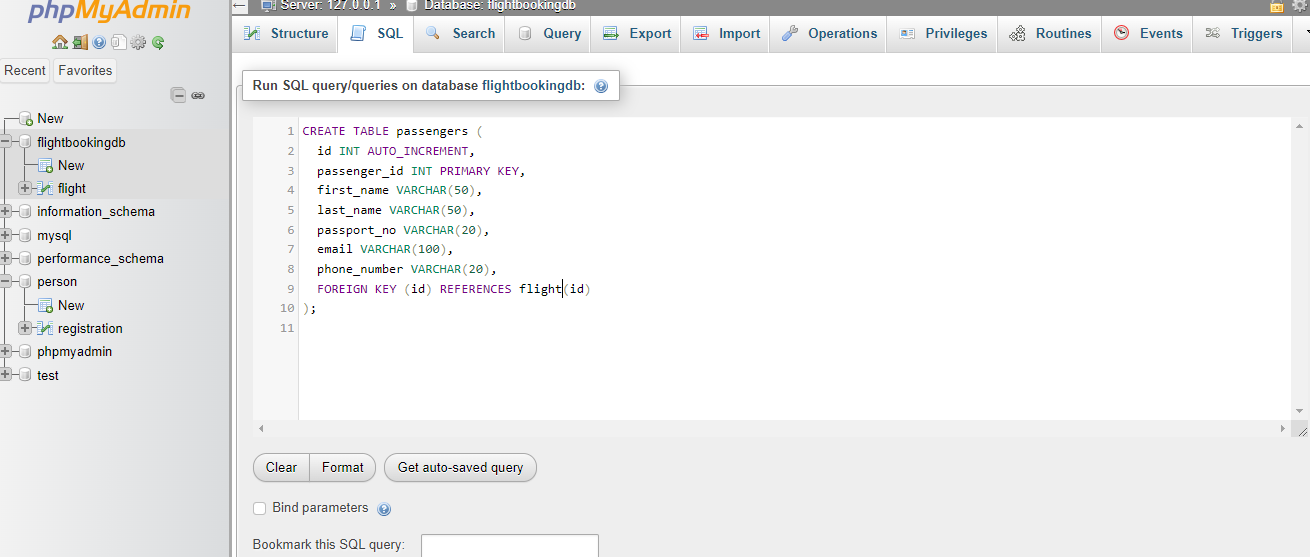 phpMyAdmin
Recent Favorites
New
flightbookingdb
New
flight
information_schema
mysql
performance_schema
person
New
registration
phpmyadmin
test
Server: 127.0.0.1 » Database: flightbookingdb
Structure SQL Search Query Export Import Operations Privileges Routines Events Triggers
Run SQL query/queries on database flightbookingdb:
1 CREATE TABLE passengers (
2 id INT AUTO_INCREMENT,
3 passenger_id INT PRIMARY KEY,
4 first_name VARCHAR(50),
5 last_name VARCHAR(50),
6 passport_no VARCHAR(20),
7 email VARCHAR(100),
8 phone_number VARCHAR(20),
9 FOREIGN KEY (id) REFERENCES flight(id)
10 );
11
Clear Format Get auto-saved query
Bind parameters
Bookmark this SQL query: